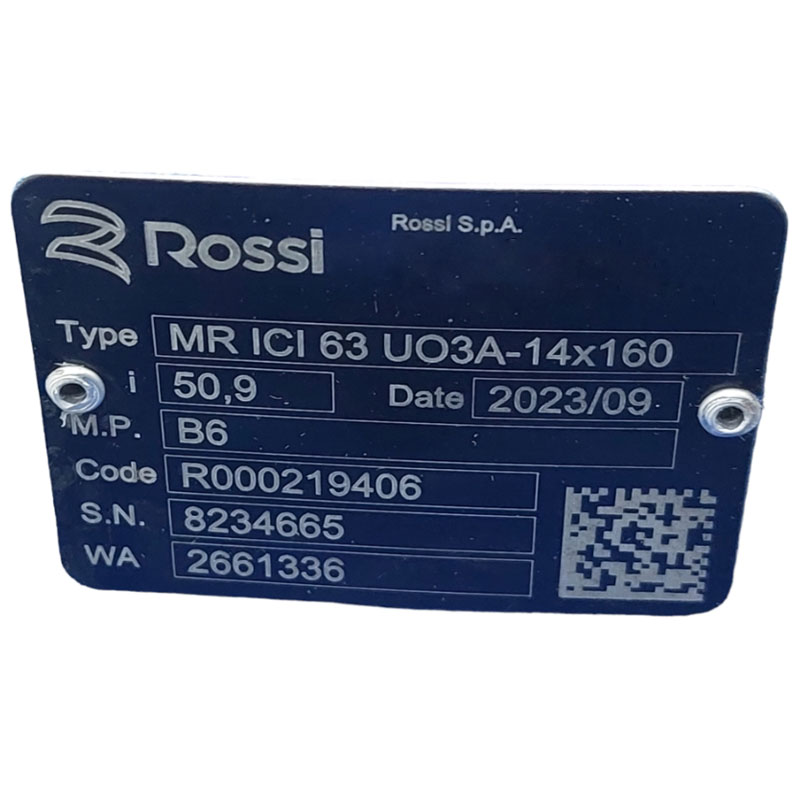 Rossi
Rossi S.p.A.
Type MR ICI 63 UO3A-14x160
i 50,9 Date 2023/09
M.P. B6
Code R000219406
S.N. 8234665
WA 2661336